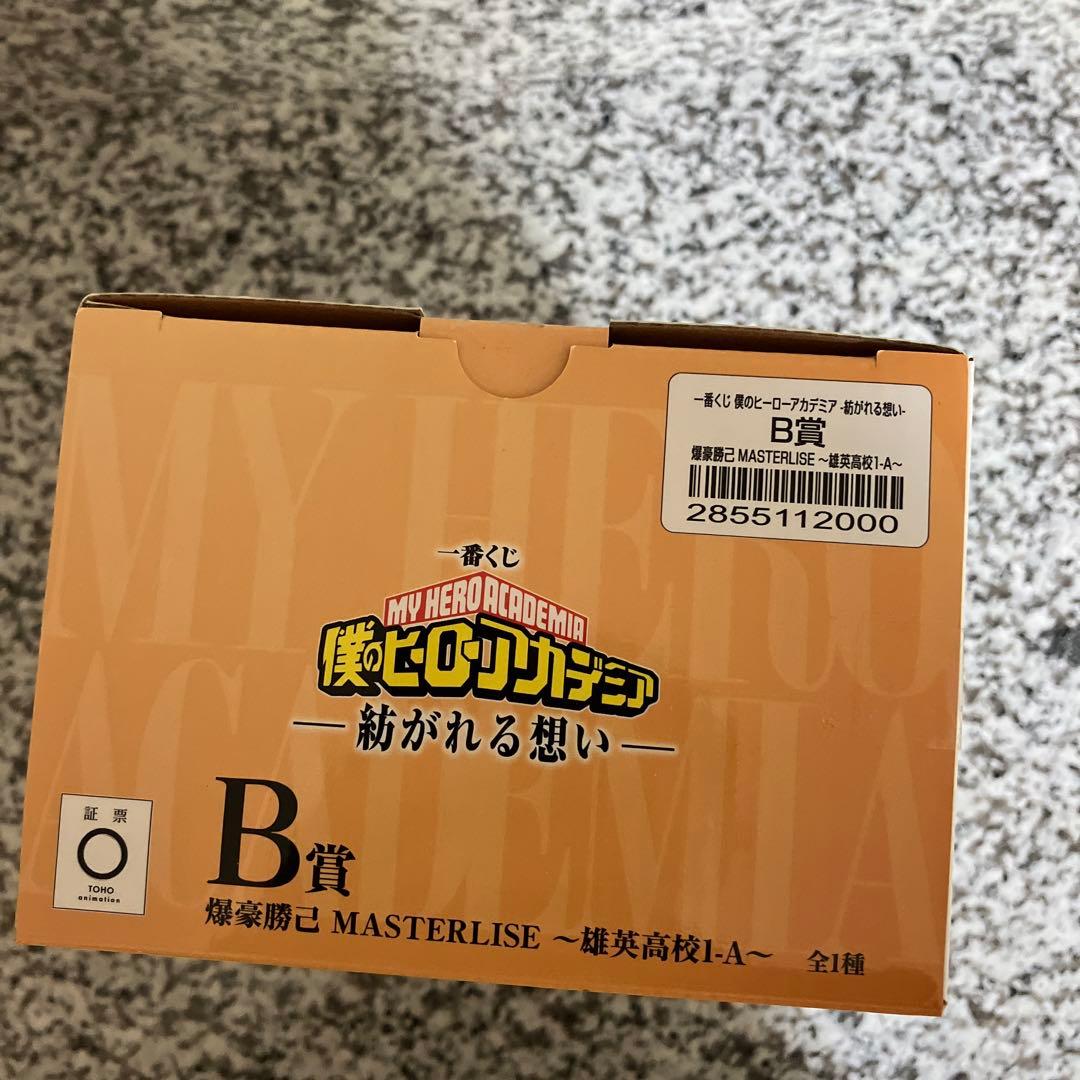 一番くじ 僕のヒーローアカデミア -紡がれる想い-
B賞
爆豪勝己 MASTERLISE ～雄英高校1-A～
2855112000
MY HERO
ACADEMIA
一番くじ
MY HERO ACADEMIA
僕のヒーローアカデミア
―紡がれる想い―
証票
TOHO
animation
B賞
爆豪勝己 MASTERLISE ～雄英高校1-A～ 全1種